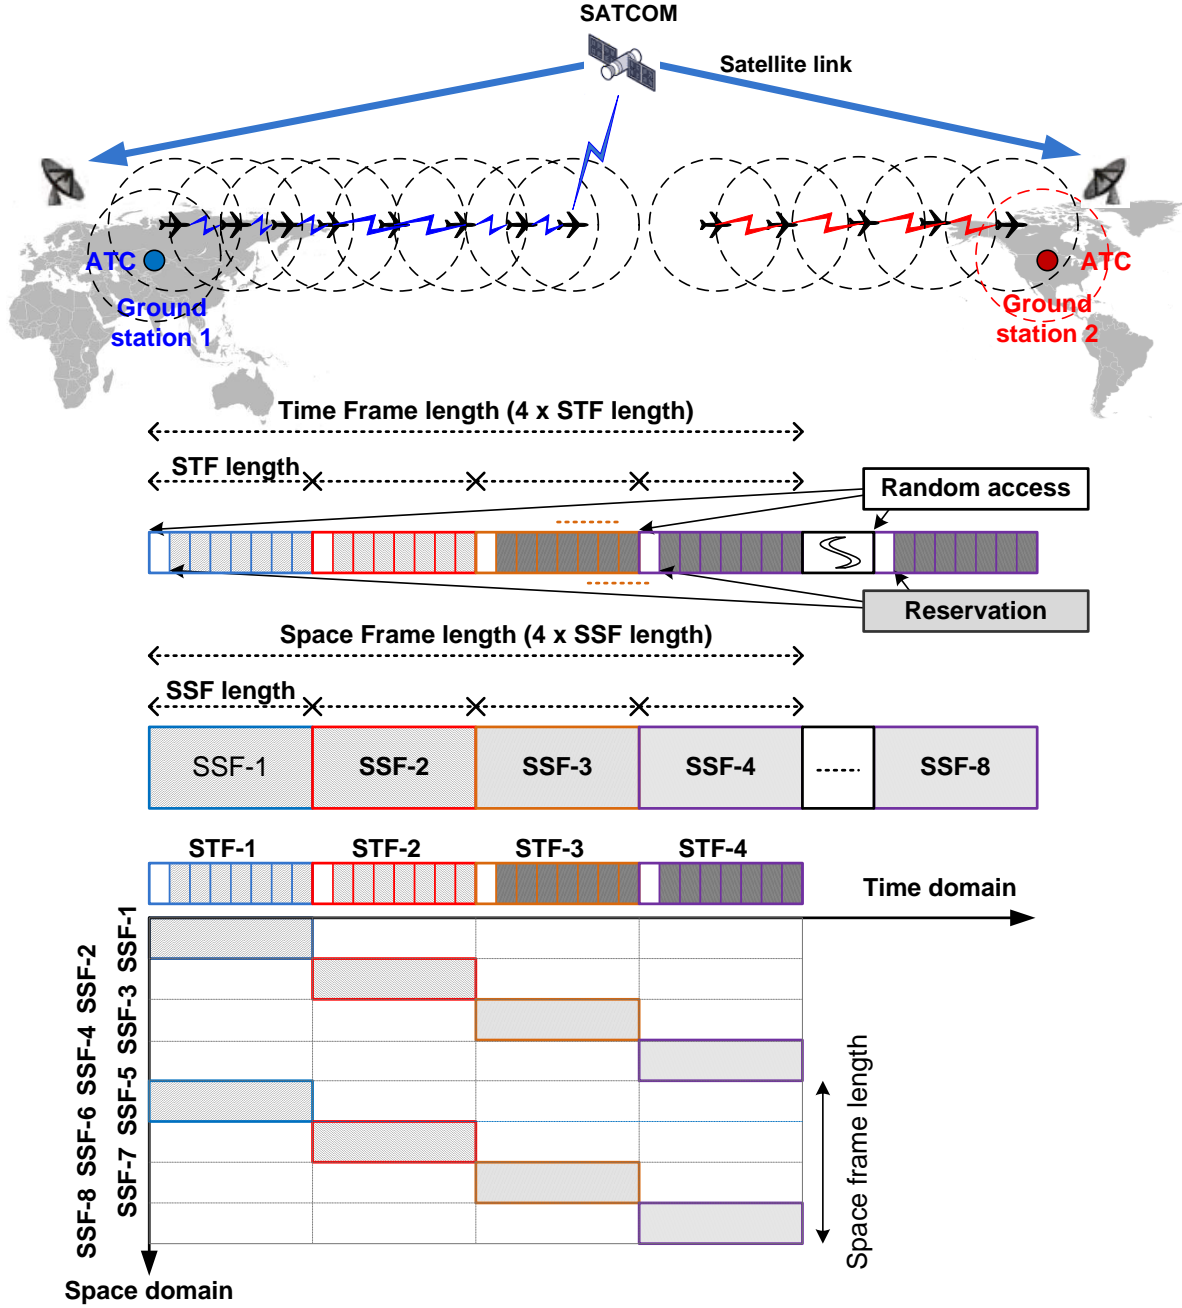 SATCOM
Satellite link
ATC
Ground
station 1
ATC
Ground
station 2
Time Frame length (4 x STF length)
STF length
Random access
Reservation
Space Frame length (4 x SSF length)
SSF length
SSF-1
SSF-2
SSF-3
SSF-4
SSF-8
STF-1
STF-2
STF-3
STF-4
Time domain
SSF-1
SSF-2
SSF-3
SSF-4
SSF-5
SSF-6
SSF-7
SSF-8
Space frame length
Space domain